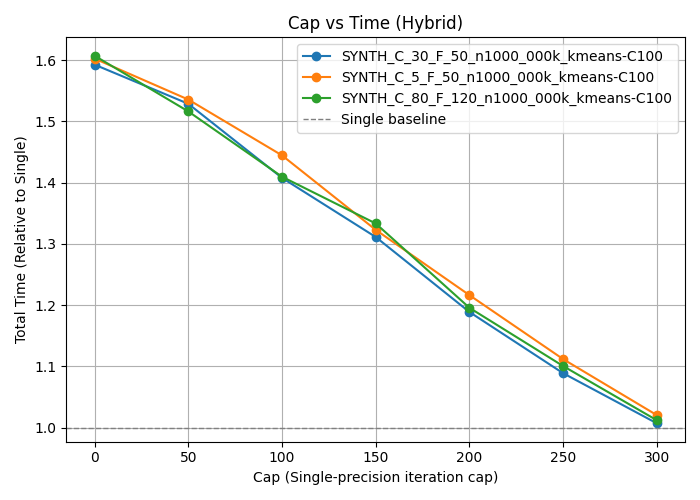 Cap vs Time (Hybrid)
SYNTH_C_30_F_50_n1000_000k_kmeans-C100
SYNTH_C_5_F_50_n1000_000k_kmeans-C100
SYNTH_C_80_F_120_n1000_000k_kmeans-C100
Single baseline
Total Time (Relative to Single)
1.6
1.5
1.4
1.3
1.2
1.1
1.0
0 50 100 150 200 250 300
Cap (Single-precision iteration cap)